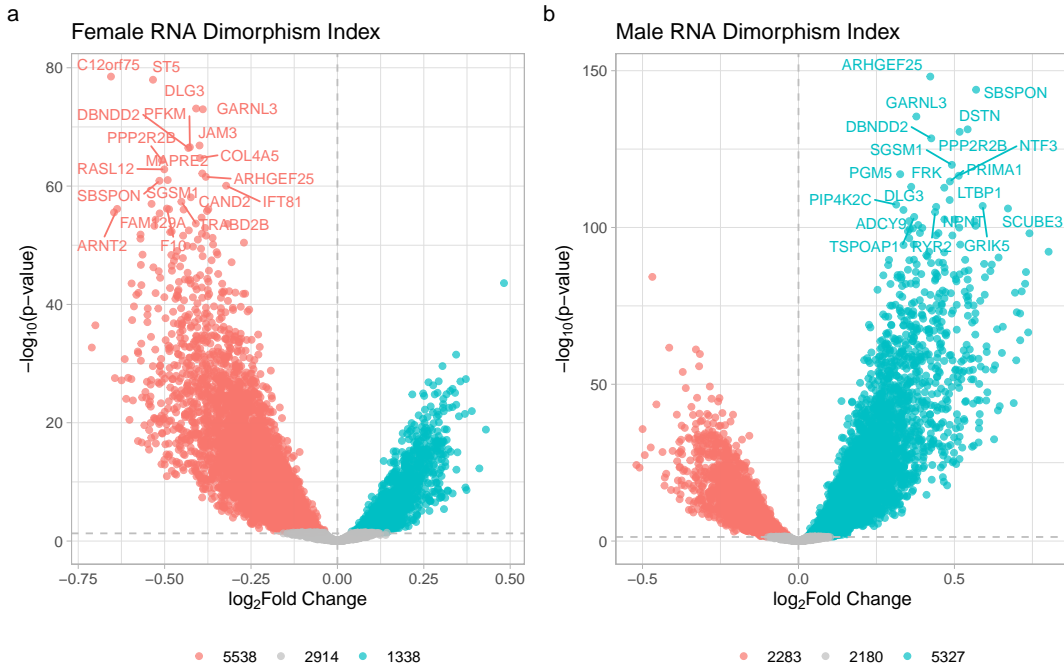 a
Female RNA Dimorphism Index
C12orf75
ST5
DLG3
DBNDD2
PFKM
GARNL3
PPP2R2B
JAM3
MAPRE2
COL4A5
RASL12
ARHGEF25
SBSPON
SGSM1
CAND2
IFT81
FAM129A
TRABD2B
ARNT2
F10
80
60
40
20
0
−log10(p−value)
−0.75
−0.50
−0.25
0.00
0.25
0.50
log2Fold Change
5538
2914
1338
b
Male RNA Dimorphism Index
ARHGEF25
SBSPON
GARNL3
DSTN
DBNDD2
PPP2R2B
NTF3
SGSM1
PGM5
FRK
PRIMA1
PIP4K2C
DLG3
LTBP1
ADCY9
NPNT
SCUBE3
TSPOAP1
RYR2
GRIK5
150
100
50
0
−log10(p−value)
−0.5
0.0
0.5
log2Fold Change
2283
2180
5327